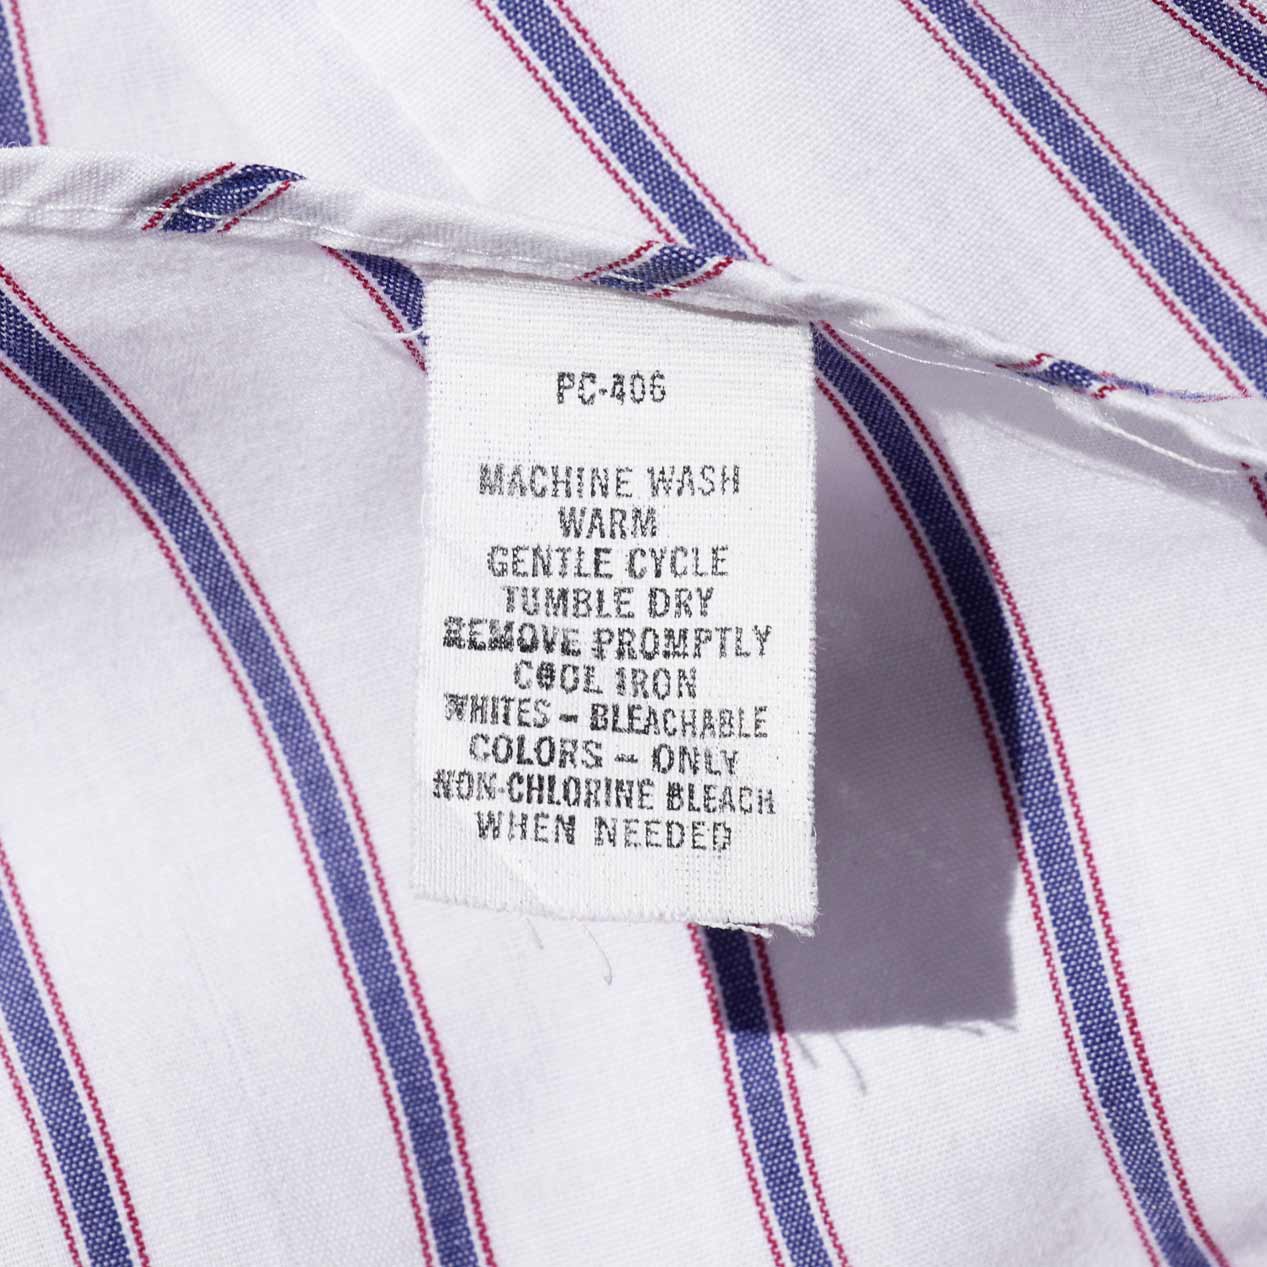 PC-406
MACHINE WASH
WARM
GENTLE CYCLE
TUMBLE DRY
REMOVE PROMPTLY
COOL IRON
WHITES - BLEACHABLE
COLORS - ONLY
NON-CHLORINE BLEACH
WHEN NEEDED